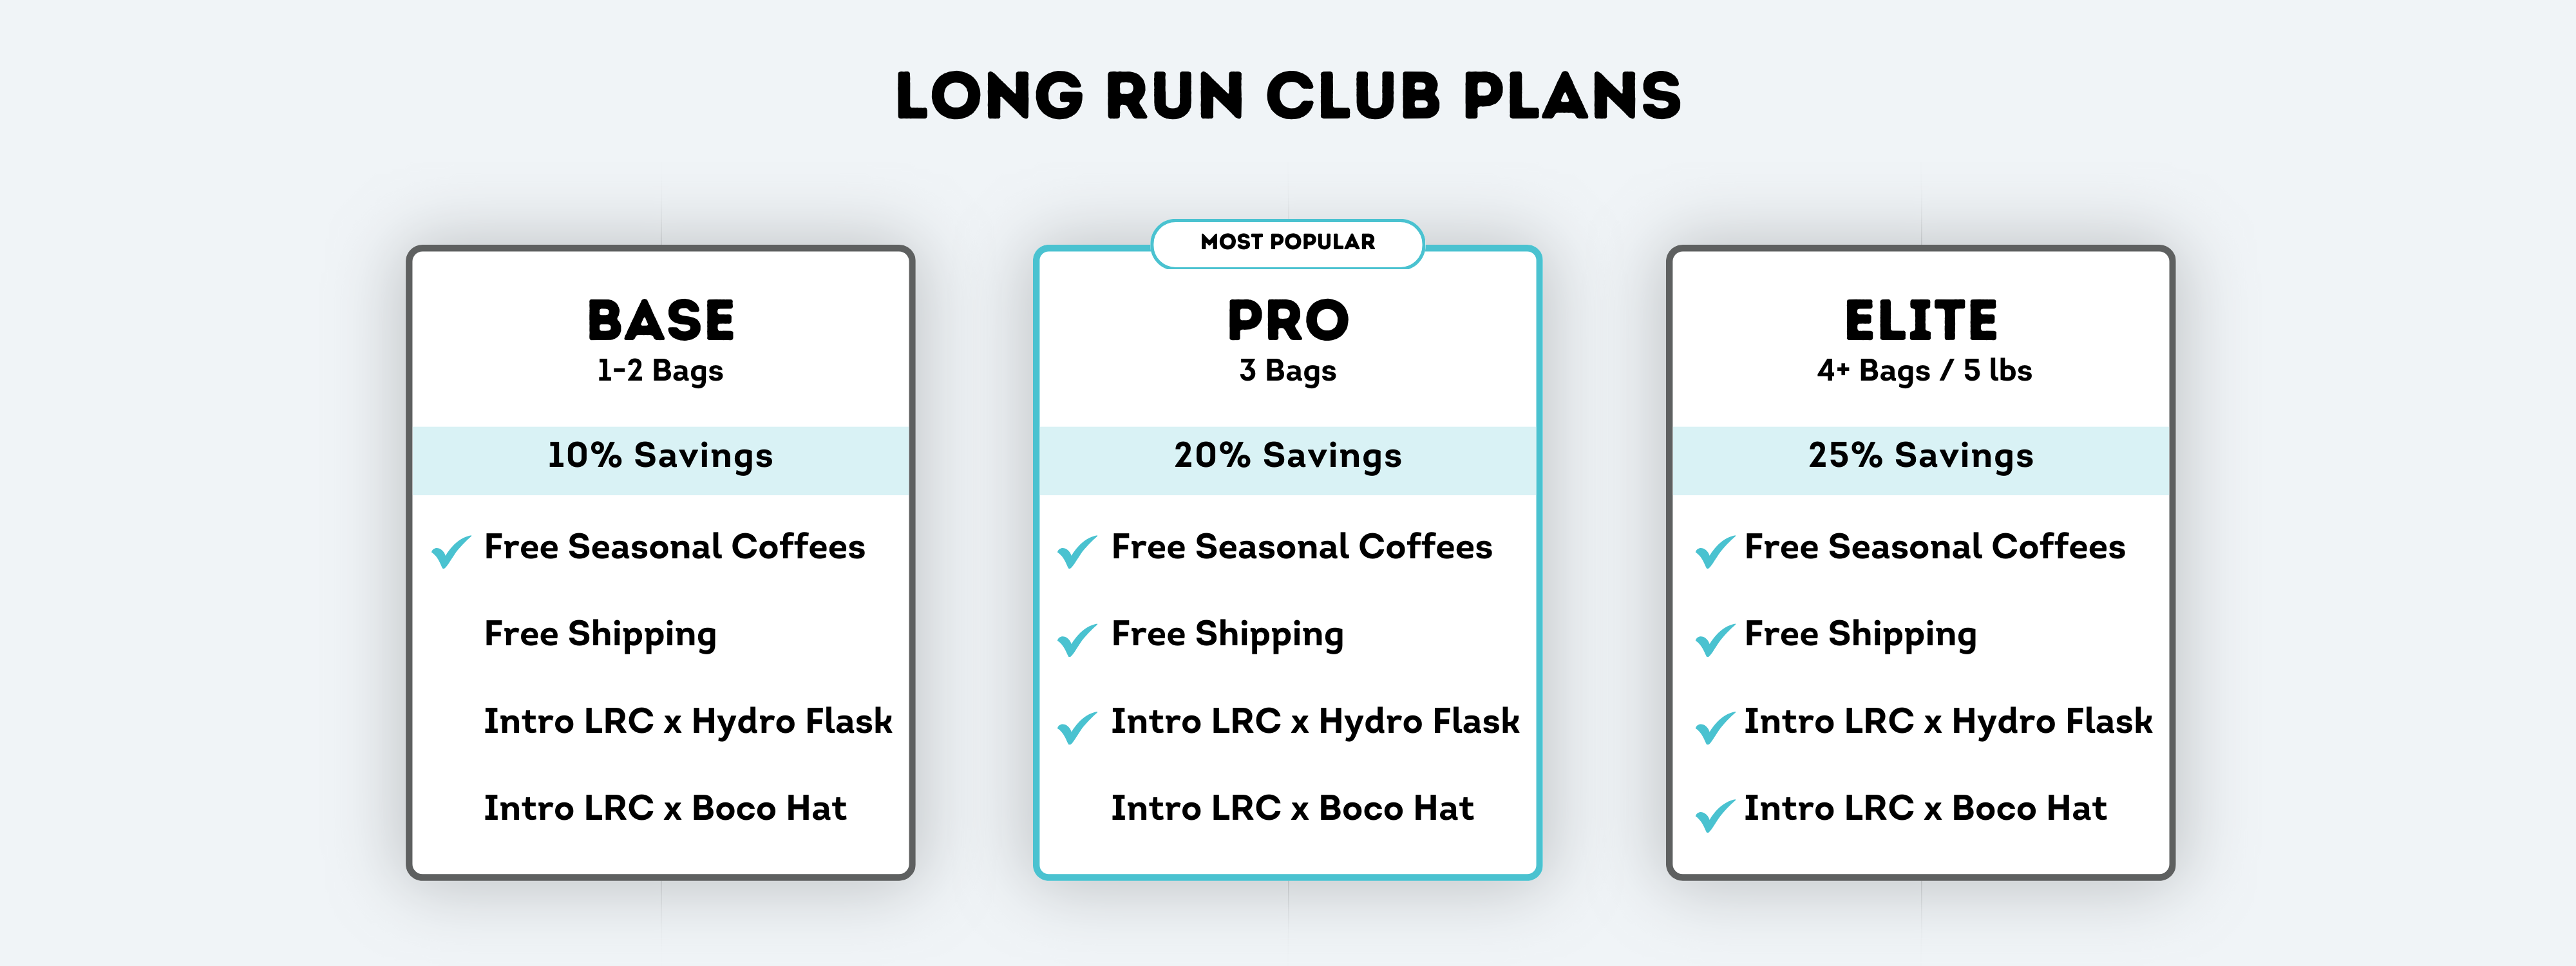 LONG RUN CLUB PLANS
BASE
1-2 Bags
10% Savings
Free Seasonal Coffees
Free Shipping
Intro LRC x Hydro Flask
Intro LRC x Boco Hat
MOST POPULAR
PRO
3 Bags
20% Savings
Free Seasonal Coffees
Free Shipping
Intro LRC x Hydro Flask
Intro LRC x Boco Hat
ELITE
4+ Bags / 5 lbs
25% Savings
Free Seasonal Coffees
Free Shipping
Intro LRC x Hydro Flask
Intro LRC x Boco Hat